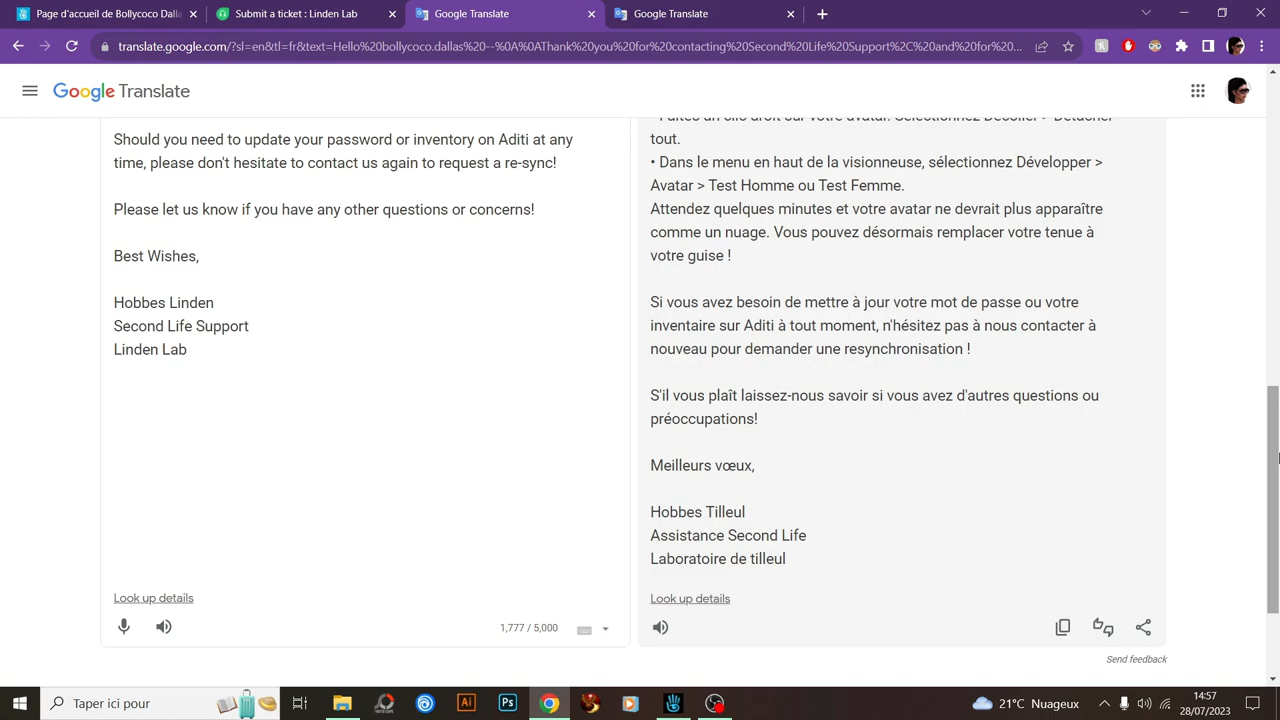 Page d'accueil de Bollycoco Dalla
Submit a ticket : Linden Lab
Google Translate
Google Translate
translate.google.com/?sl=en&tl=fr&text=Hello%20bollycoco.dallas%20--%0A%0AThank%20you%20for%20contacting%20Second%20Life%20Support%2C%20and%20for%20...
Google Translate
Should you need to update your password or inventory on Aditi at any
time, please don't hesitate to contact us again to request a re-sync!
Please let us know if you have any other questions or concerns!
Best Wishes,
Hobbes Linden
Second Life Support
Linden Lab
Look up details
1,777 / 5,000
tout.
• Dans le menu en haut de la visionneuse, sélectionnez Développer >
Avatar > Test Homme ou Test Femme.
Attendez quelques minutes et votre avatar ne devrait plus apparaître
comme un nuage. Vous pouvez désormais remplacer votre tenue à
votre guise !
Si vous avez besoin de mettre à jour votre mot de passe ou votre
inventaire sur Aditi à tout moment, n'hésitez pas à nous contacter à
nouveau pour demander une resynchronisation !
S'il vous plaît laissez-nous savoir si vous avez d'autres questions ou
préoccupations!
Meilleurs vœux,
Hobbes Tilleul
Assistance Second Life
Laboratoire de tilleul
Look up details
Send feedback
Taper ici pour
Ai
Ps
21°C Nuageux
14:57
28/07/2023